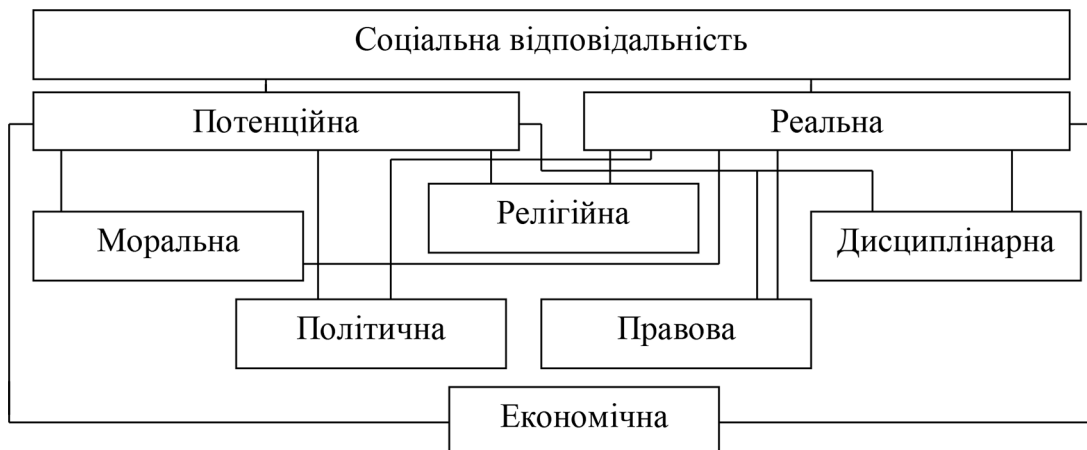 Соціальна відповідальність
Потенційна
Реальна
Релігійна
Моральна
Дисциплінарна
Політична
Правова
Економічна